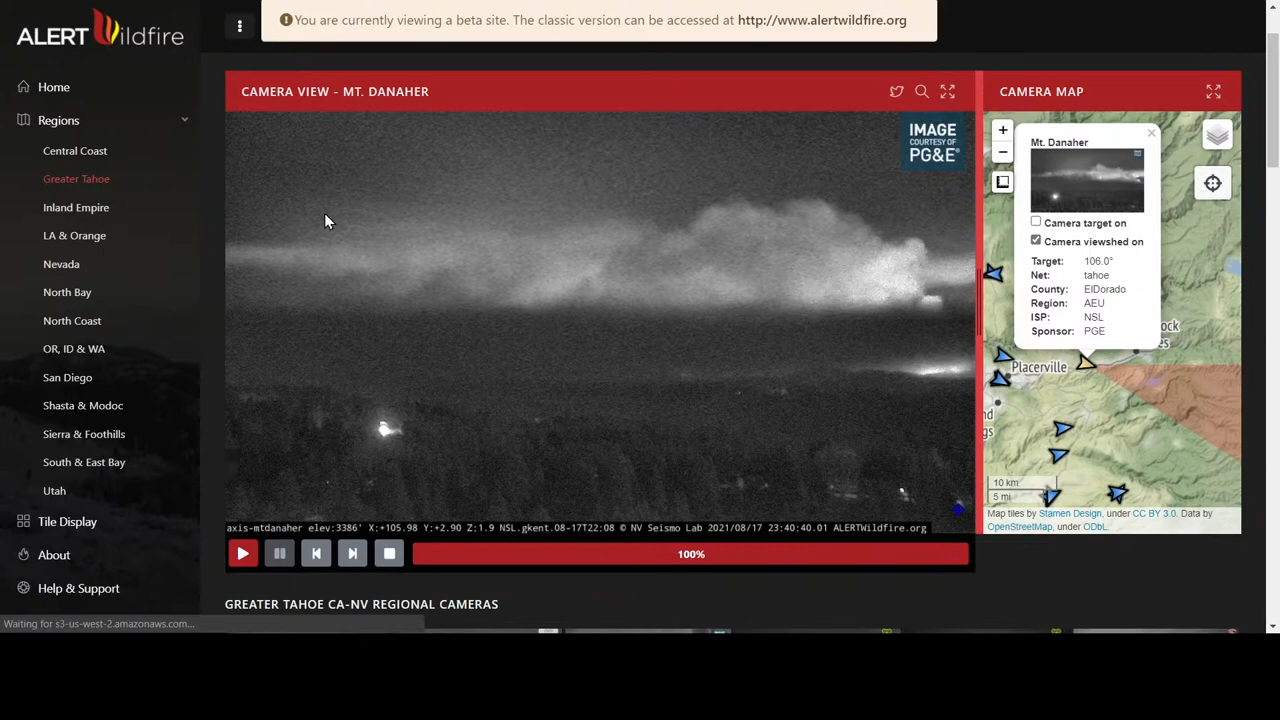 ALERT Wildfire
You are currently viewing a beta site. The classic version can be accessed at http://www.alertwildfire.org
Home
Regions
Central Coast
Greater Tahoe
Inland Empire
LA & Orange
Nevada
North Bay
North Coast
OR, ID & WA
San Diego
Shasta & Modoc
Sierra & Foothills
South & East Bay
Utah
Tile Display
About
Help & Support
Waiting for s3-us-west-2.amazonaws.com...
CAMERA VIEW - MT. DANAHER
IMAGE
COURTESY OF
PG&E®
axis-mtdanaher elev:3386' X:+105.98 Y:+2.90 Z:1.9 NSL.gkent.08-17T22:08 © NV Seismo Lab 2021/08/17 23:40:40.01 ALERTWildfire.org
100%
GREATER TAHOE CA-NV REGIONAL CAMERAS
CAMERA MAP
+
−
Mt. Danaher
×
Camera target on
Camera viewshed on
Target: 106.0°
Net: tahoe
County: ElDorado
Region: AEU
ISP: NSL
Sponsor: PGE
Placerville
10 km
5 mi
Map tiles by Stamen Design, under CC BY 3.0. Data by
OpenStreetMap, under ODbL.